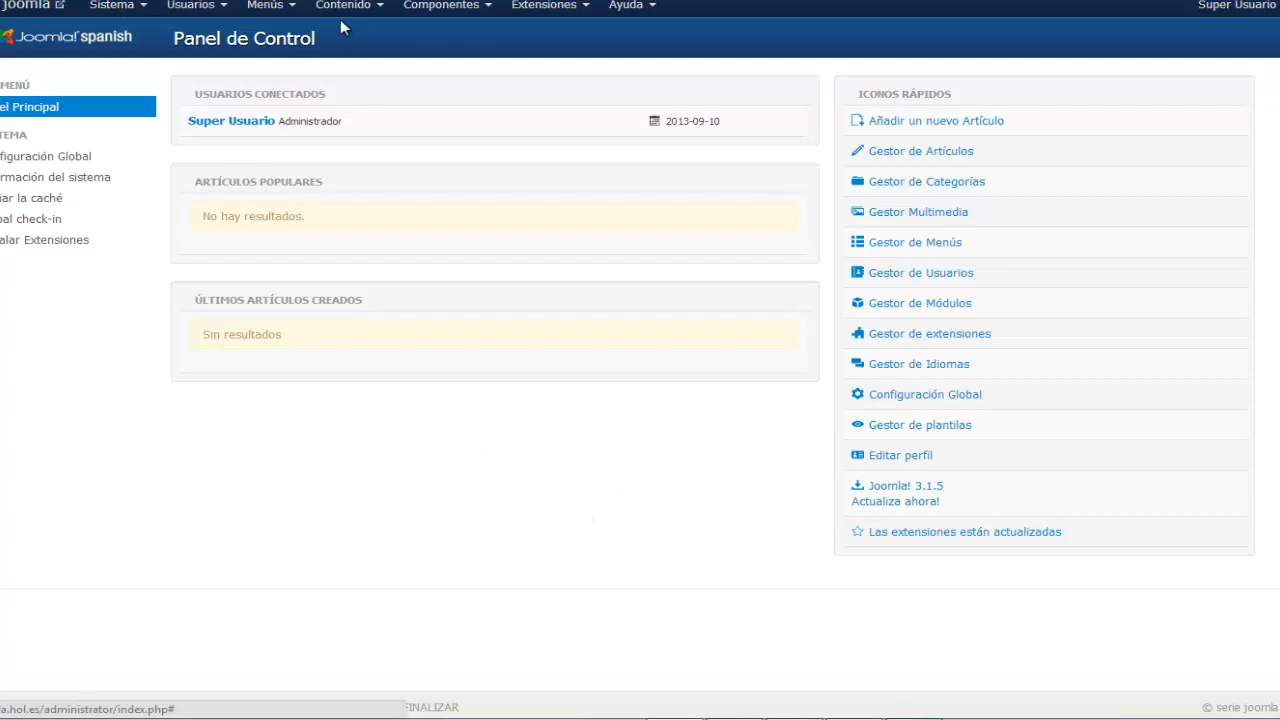 Joomla Sistema Usuarios Menús Contenido Componentes Extensiones Ayuda Super Usuario
Joomla! spanish Panel de Control
MENÚ
el Principal
TEMA
figuración Global
rmación del sistema
iar la caché
bal check-in
alar Extensiones
USUARIOS CONECTADOS
Super Usuario Administrador 2013-09-10
ARTÍCULOS POPULARES
No hay resultados.
ÚLTIMOS ARTÍCULOS CREADOS
Sin resultados
ICONOS RÁPIDOS
Añadir un nuevo Artículo
Gestor de Artículos
Gestor de Categorías
Gestor Multimedia
Gestor de Menús
Gestor de Usuarios
Gestor de Módulos
Gestor de extensiones
Gestor de Idiomas
Configuración Global
Gestor de plantilas
Editar perfil
Joomla! 3.1.5
Actualiza ahora!
Las extensiones están actualizadas
la.hol.es/administrator/index.php# FINALIZAR © serie joomla